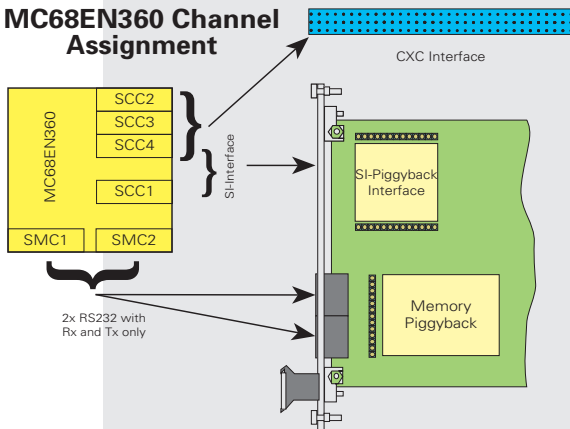 MC68EN360 Channel
Assignment
CXC Interface
MC68EN360
SCC2
SCC3
SCC4
SCC1
SMC1
SMC2
SI-Interface
SI-Piggyback
Interface
2x RS232 with
Rx and Tx only
Memory
Piggyback